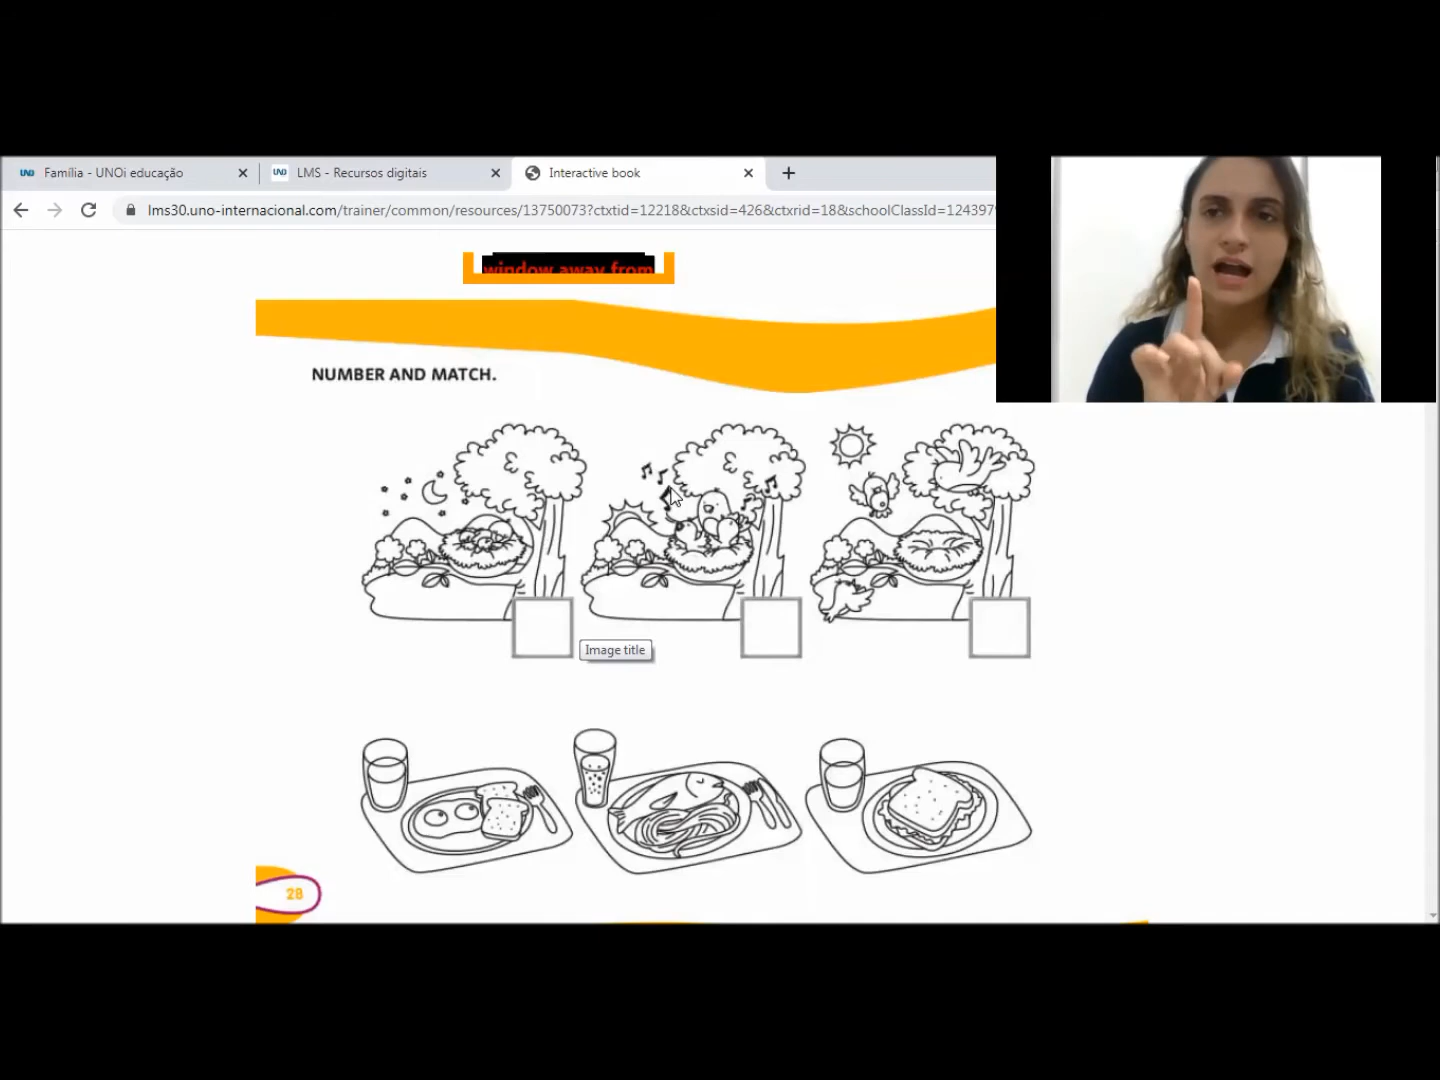 Família - UNOi educação
LMS - Recursos digitais
Interactive book
lms30.uno-internacional.com/trainer/common/resources/13750073?ctxtid=12218&ctxsid=426&ctxrid=18&schoolClassId=124397
window away from
NUMBER AND MATCH.
Image title
28